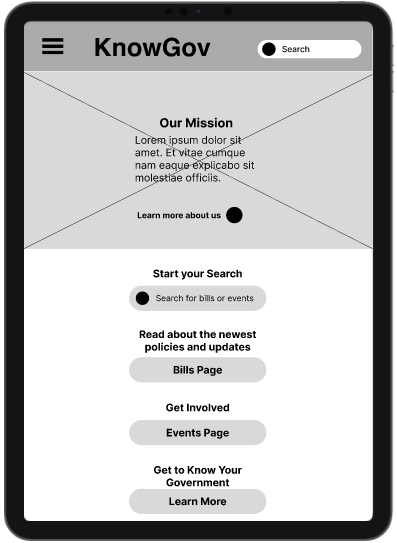 KnowGov
Search
Our Mission
Lorem ipsum dolor sit
amet. Et vitae cumque
nam eaque explicabo sit
molestiae officiis.
Learn more about us
Start your Search
Search for bills or events
Read about the newest
policies and updates
Bills Page
Get Involved
Events Page
Get to Know Your
Government
Learn More